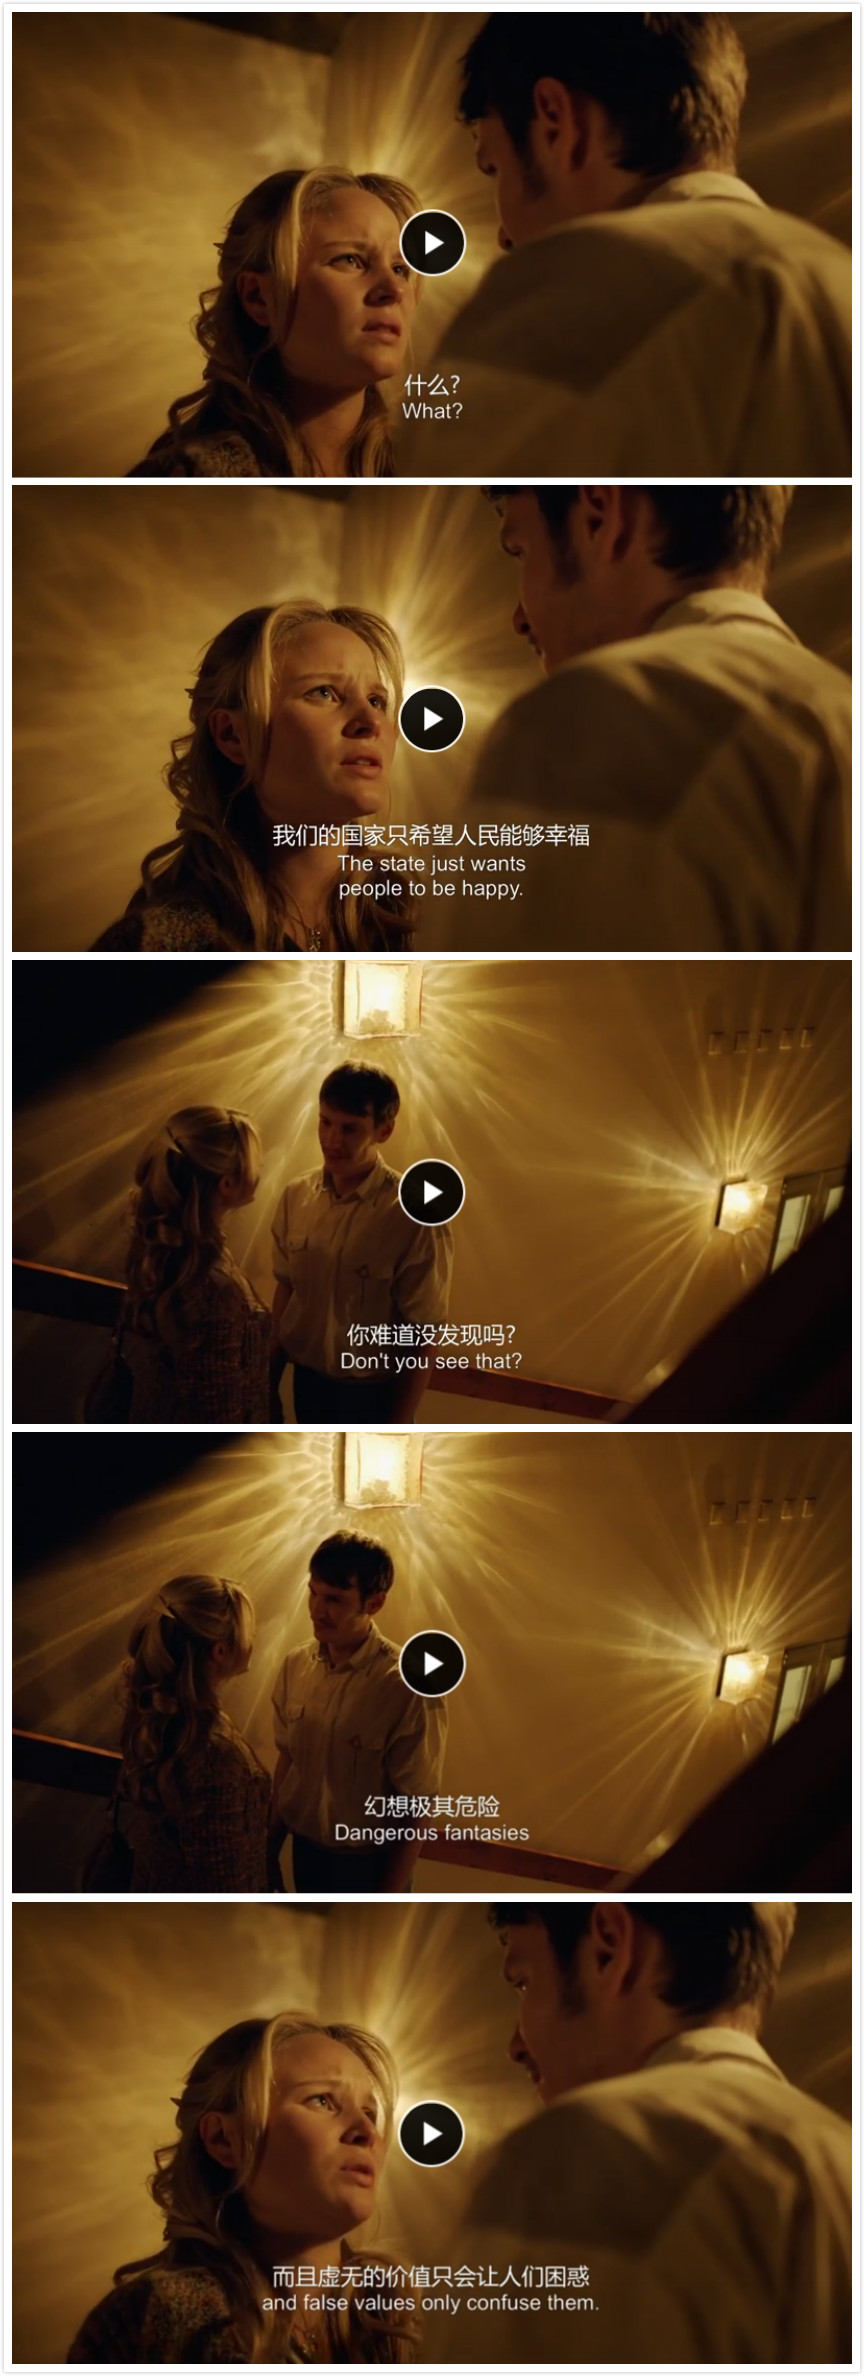 什么?
What?
我们的国家只希望人民能够幸福
The state just wants
people to be happy.
你难道没发现吗?
Don't you see that?
幻想极其危险
Dangerous fantasies
而且虚无的价值只会让人们困惑
and false values only confuse them.